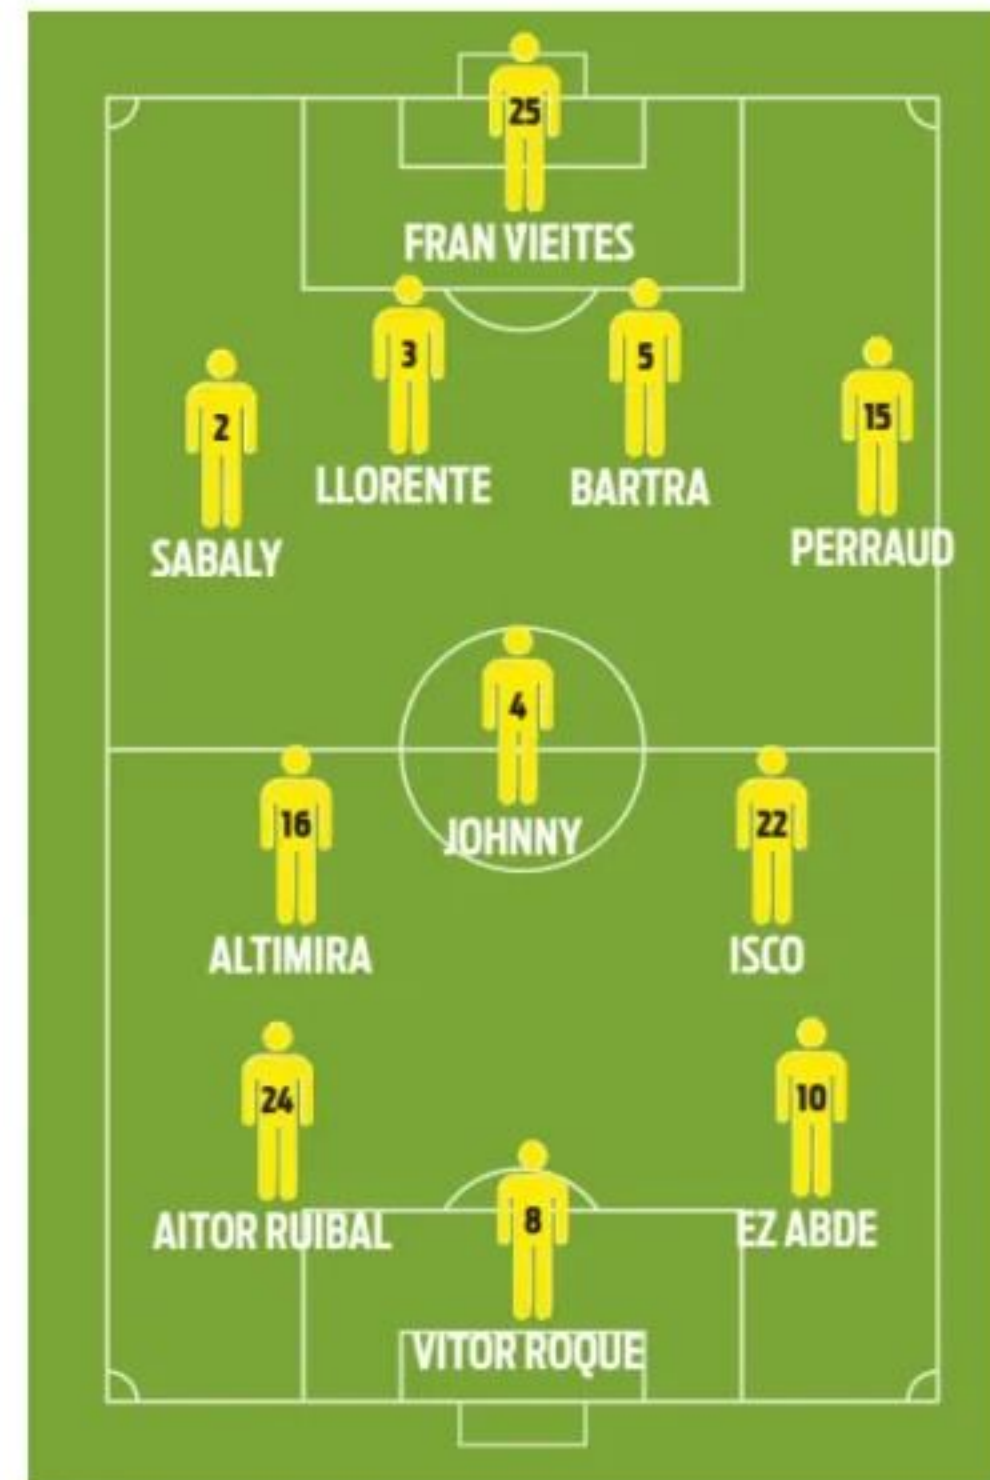 25
FRAN VIEITES
3
5
2
15
LLORENTE
BARTRA
SABALY
PERRAUD
4
JOHNNY
16
22
ALTIMIRA
ISCO
24
10
AITOR RUIBAL
EZ ABDE
8
VITOR ROQUE